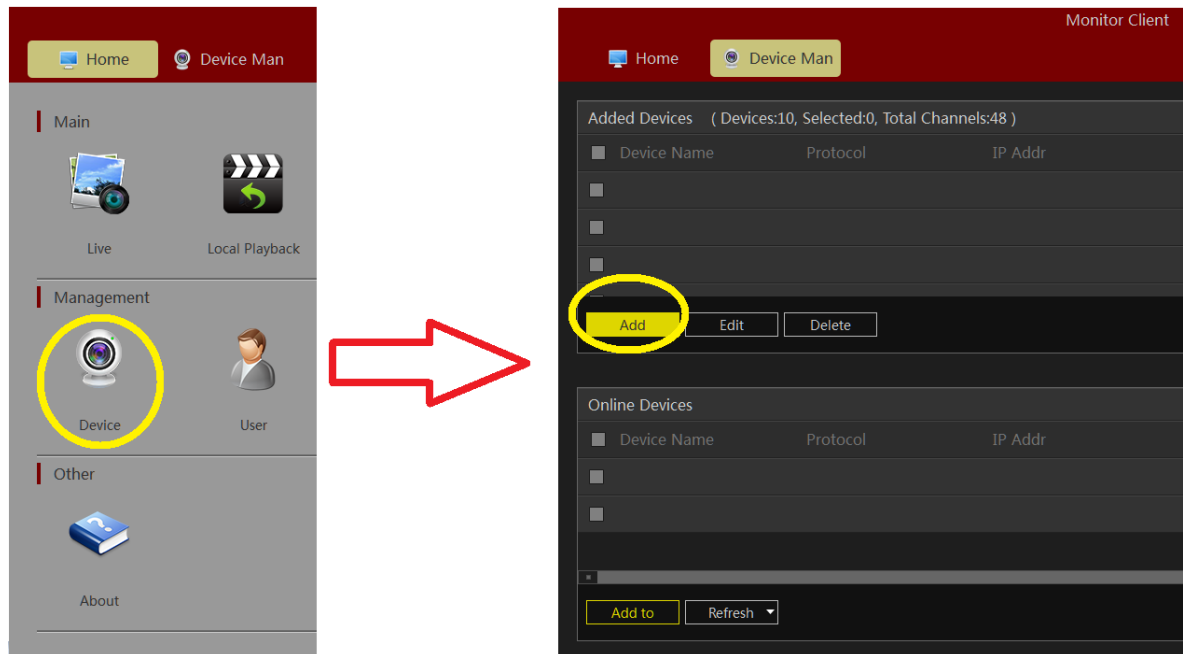 Home Device Man
Main
Live Local Playback
Management
Device User
Other
About
Monitor Client
Home Device Man
Added Devices ( Devices:10, Selected:0, Total Channels:48 )
Device Name Protocol IP Addr
Add Edit Delete
Online Devices
Device Name Protocol IP Addr
Add to Refresh